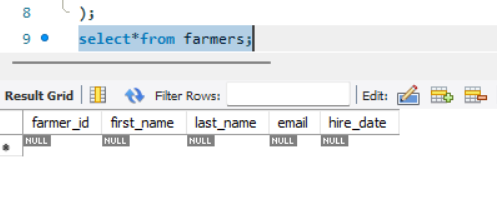 8 );
9 select*from farmers;
Result Grid Filter Rows: Edit:
farmer_id first_name last_name email hire_date
NULL NULL NULL NULL NULL